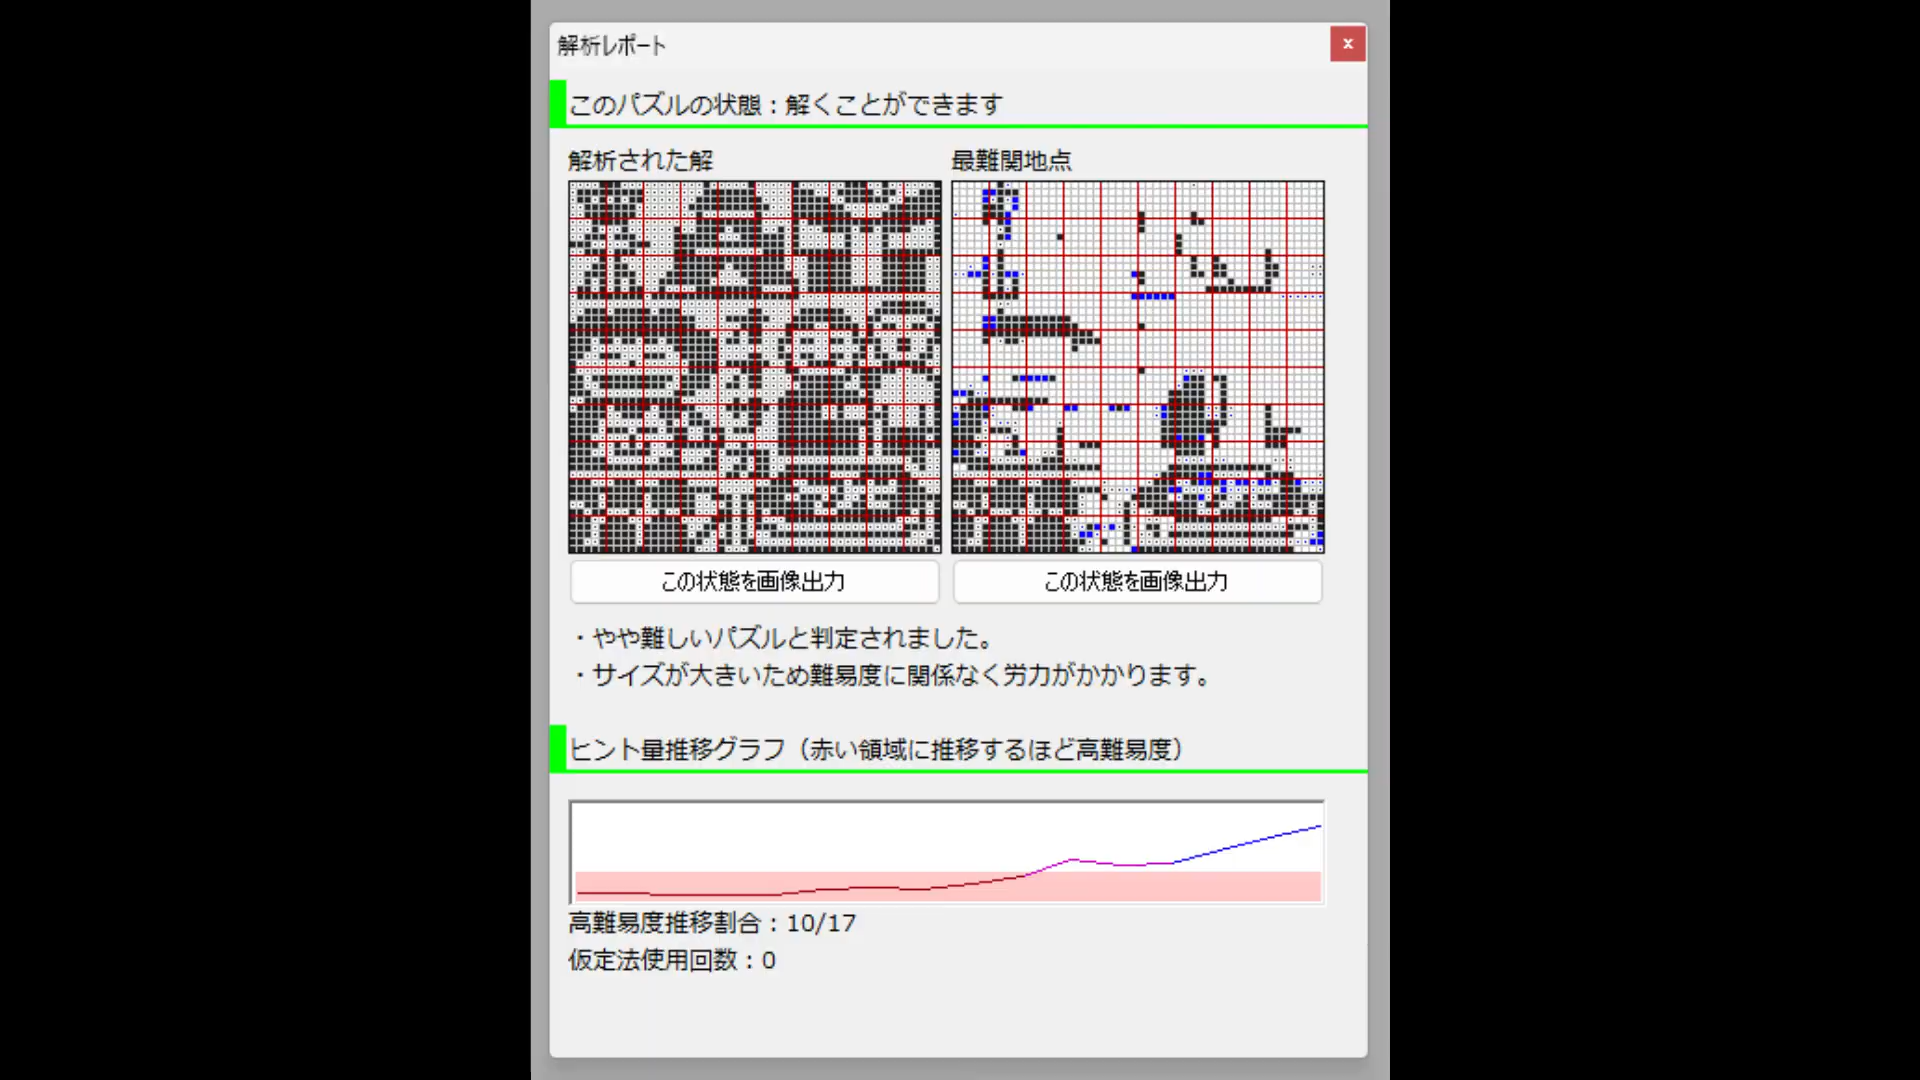 解析レポート
x
このパズルの状態：解くことができます
解析された解
最難関地点
この状態を画像出力
この状態を画像出力
・やや難しいパズルと判定されました。
・サイズが大きいため難易度に関係なく労力がかかります。
ヒント量推移グラフ（赤い領域に推移するほど高難易度）
高難易度推移割合：10/17
仮定法使用回数：0